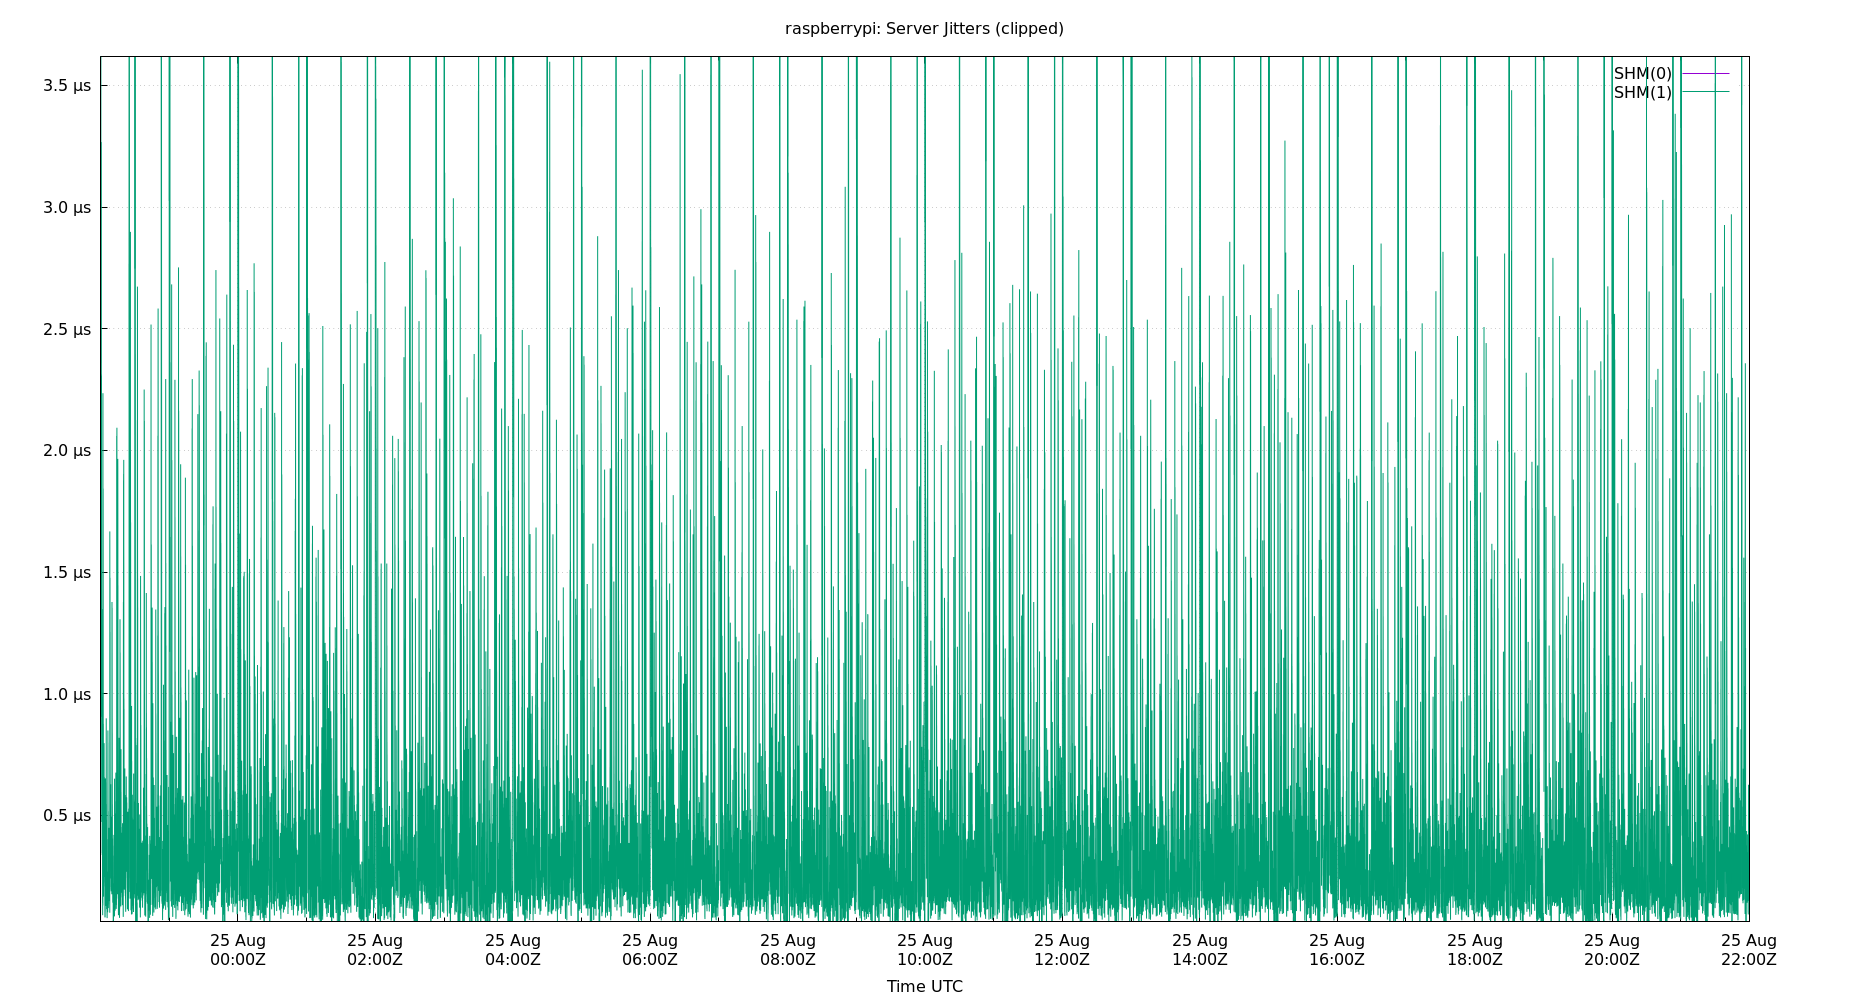 raspberrypi: Server Jitters (clipped)
3.5 μs
3.0 μs
2.5 μs
2.0 μs
1.5 μs
1.0 μs
0.5 μs
SHM(0)
SHM(1)
25 Aug 25 Aug 25 Aug 25 Aug 25 Aug 25 Aug 25 Aug 25 Aug 25 Aug 25 Aug 25 Aug 25 Aug
00:00Z 02:00Z 04:00Z 06:00Z 08:00Z 10:00Z 12:00Z 14:00Z 16:00Z 18:00Z 20:00Z 22:00Z
Time UTC